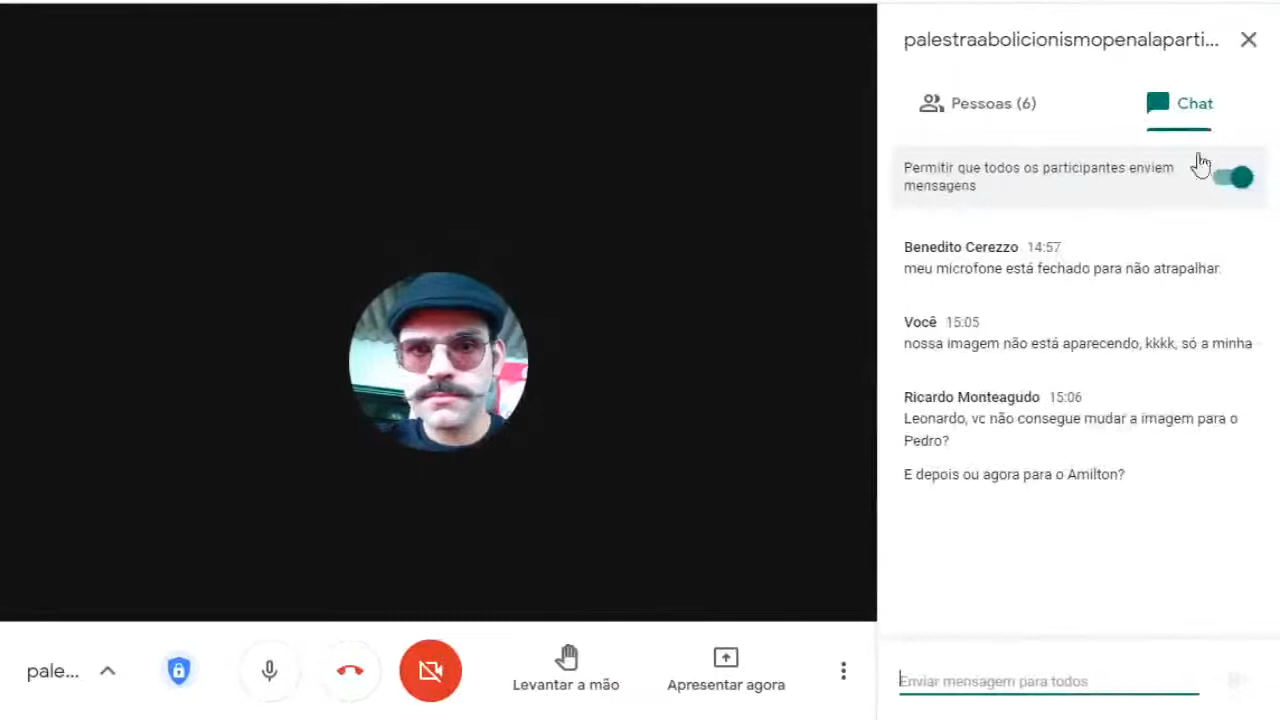 palestraabolicionismopenalaparti...
Pessoas (6)
Chat
Permitir que todos os participantes enviem
mensagens
Benedito Cerezzo 14:57
meu microfone está fechado para não atrapalhar.
Você 15:05
nossa imagem não está aparecendo, kkkk, só a minha
Ricardo Monteagudo 15:06
Leonardo, vc não consegue mudar a imagem para o
Pedro?
E depois ou agora para o Amilton?
pale...
Levantar a mão
Apresentar agora
Enviar mensagem para todos